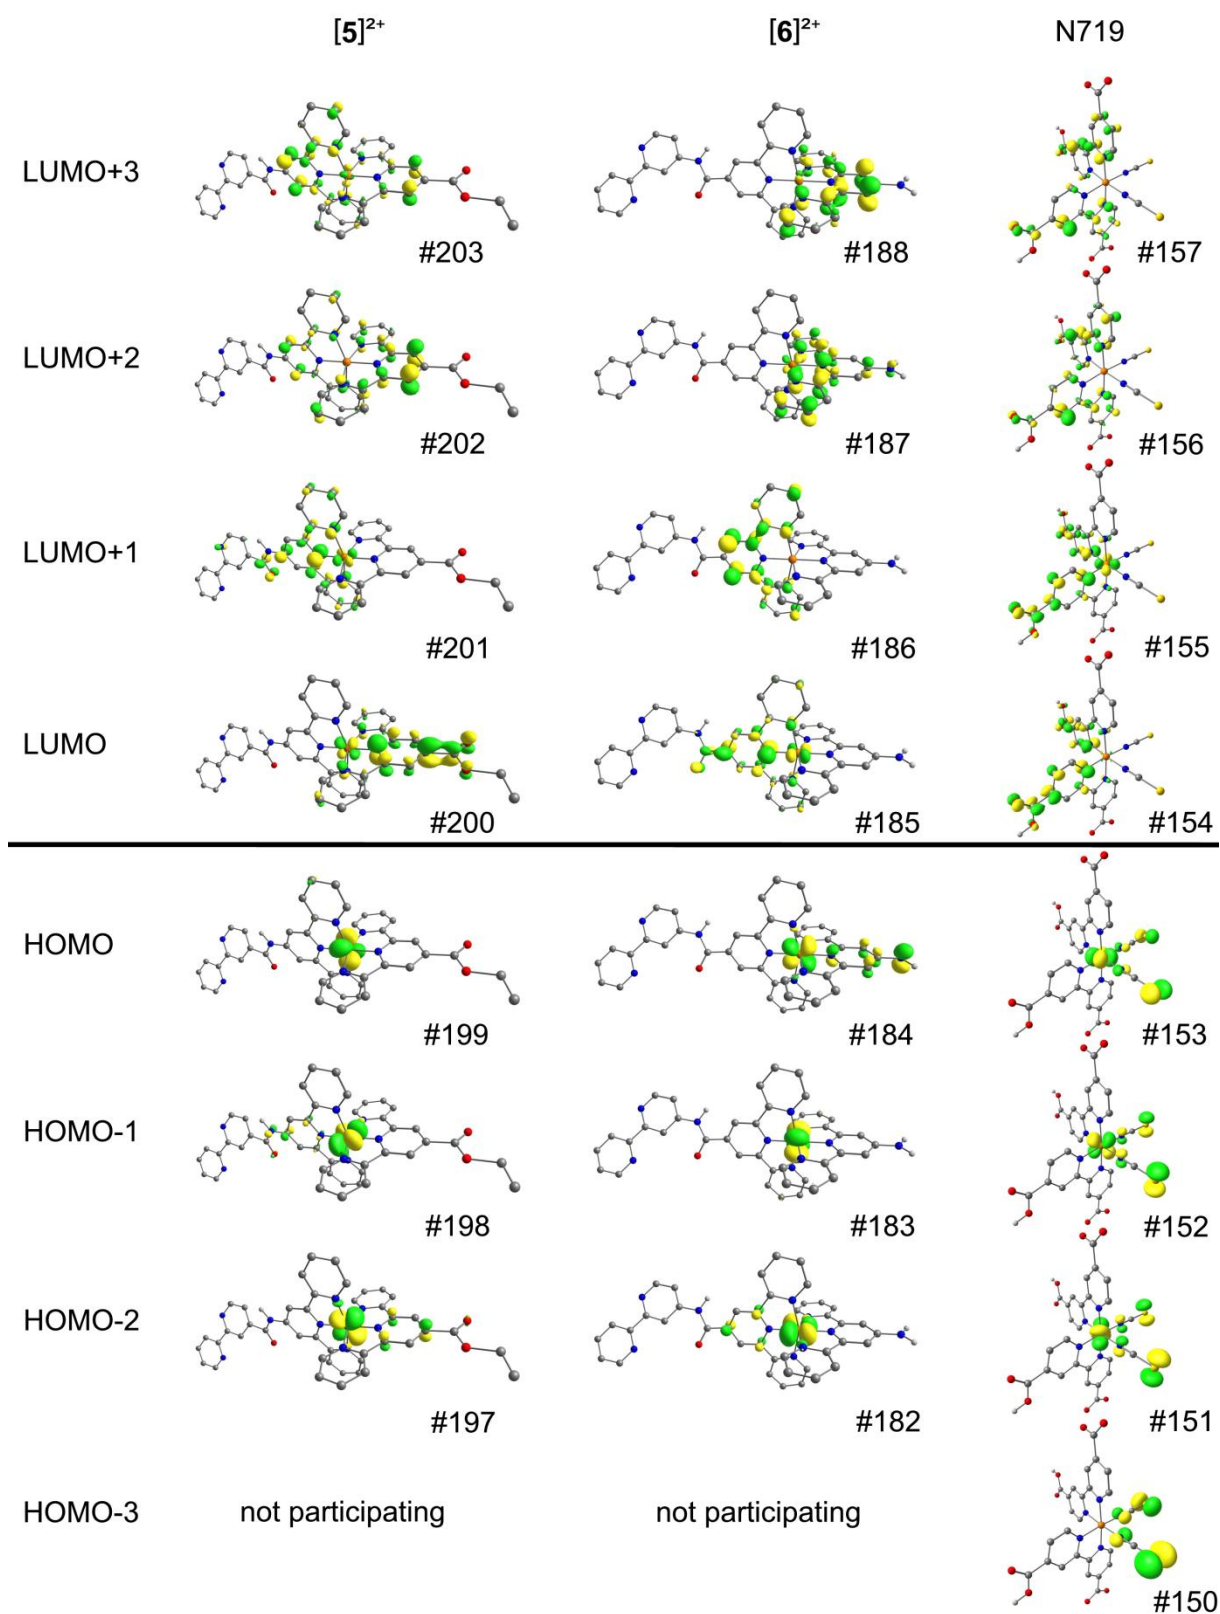 [5]²⁺ [6]²⁺ N719
LUMO+3
#203 #188 #157
LUMO+2
#202 #187 #156
LUMO+1
#201 #186 #155
LUMO
#200 #185 #154
HOMO
#199 #184 #153
HOMO-1
#198 #183 #152
HOMO-2
#197 #182 #151
HOMO-3 not participating not participating
#150